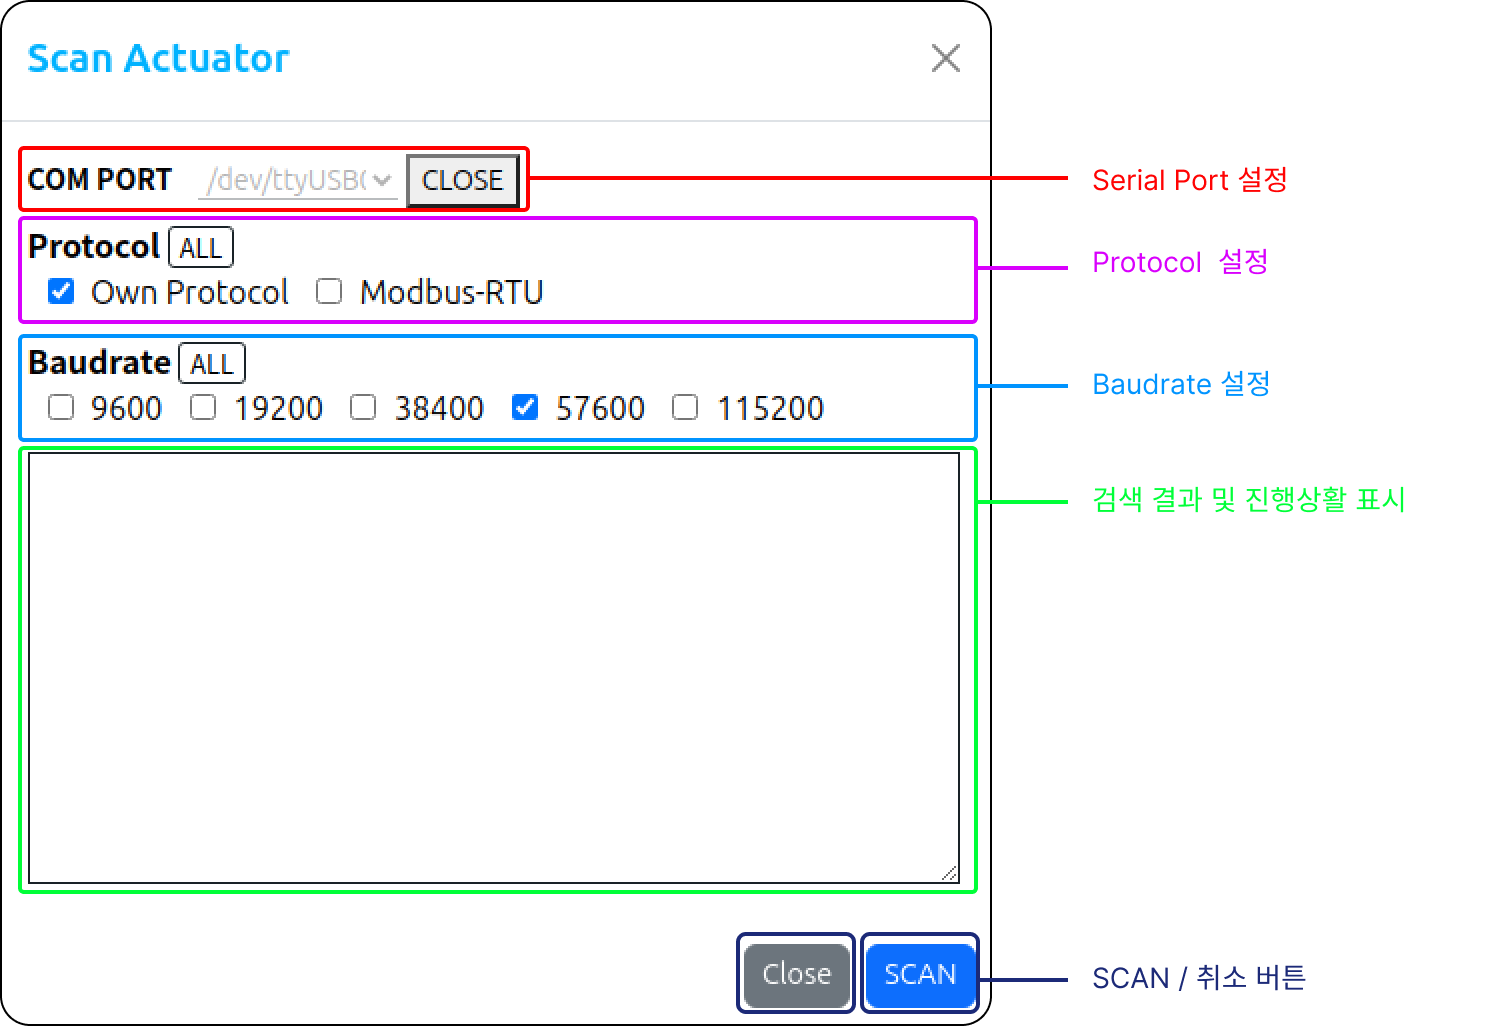 Scan Actuator
COM PORT /dev/ttyUSB CLOSE
Serial Port 설정
Protocol ALL
Own Protocol Modbus-RTU
Protocol 설정
Baudrate ALL
9600 19200 38400 57600 115200
Baudrate 설정
검색 결과 및 진행상활 표시
Close SCAN
SCAN / 취소 버튼